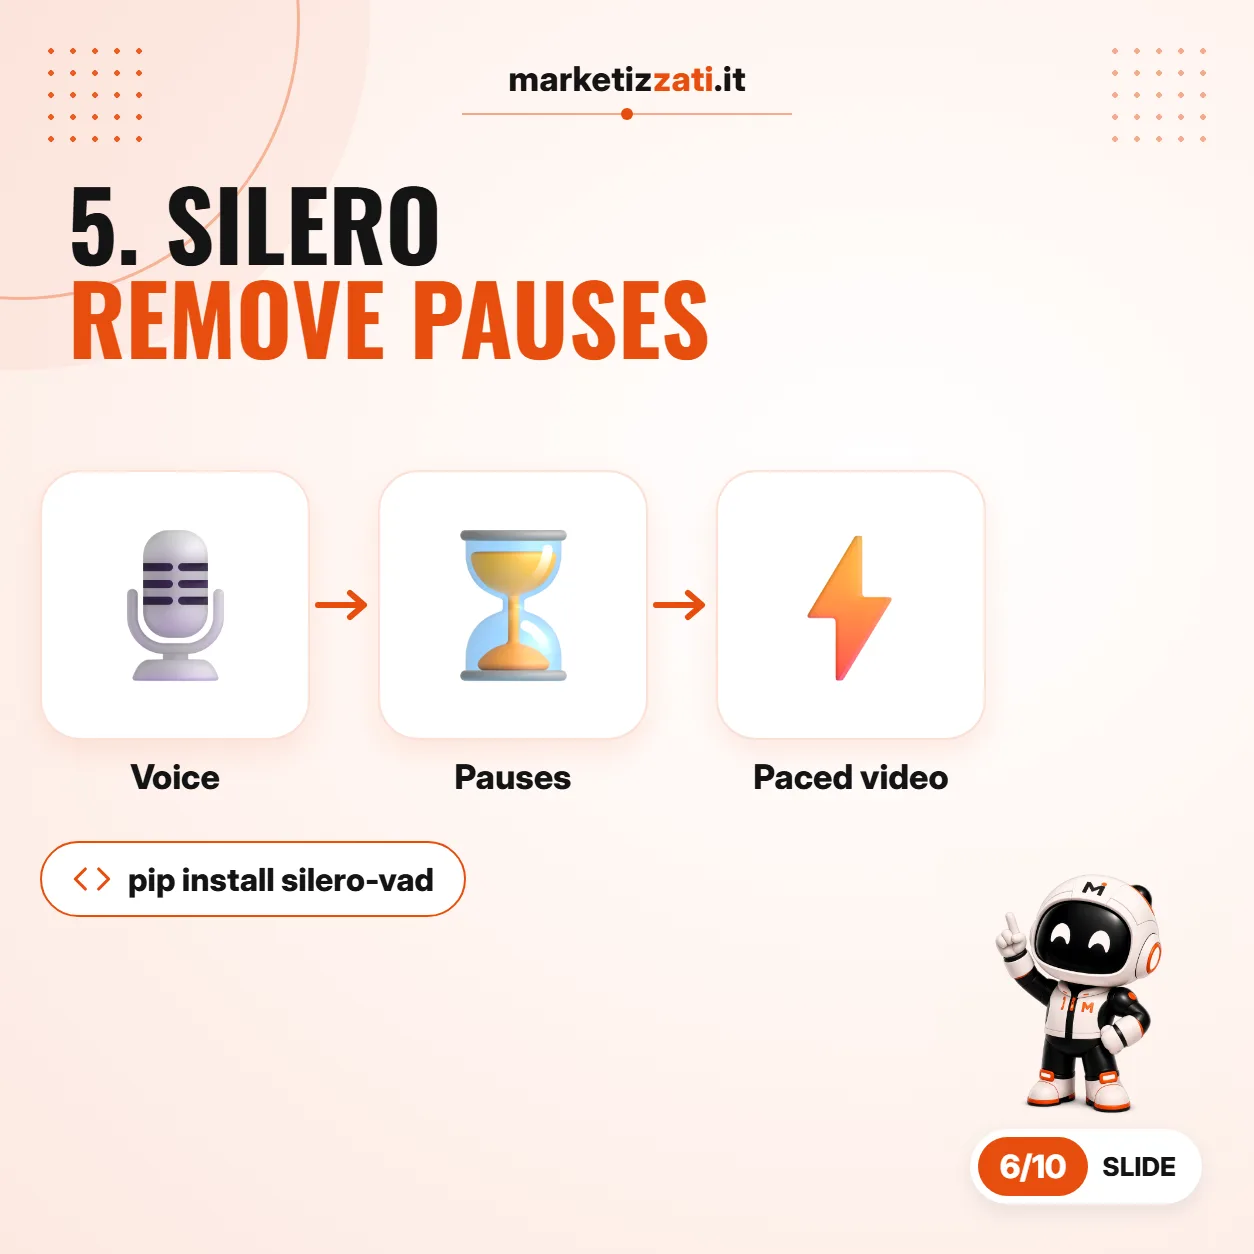 marketizzati.it
5. SILERO
REMOVE PAUSES
Voice
Pauses
Paced video
<> pip install silero-vad
M
M
6/10 SLIDE